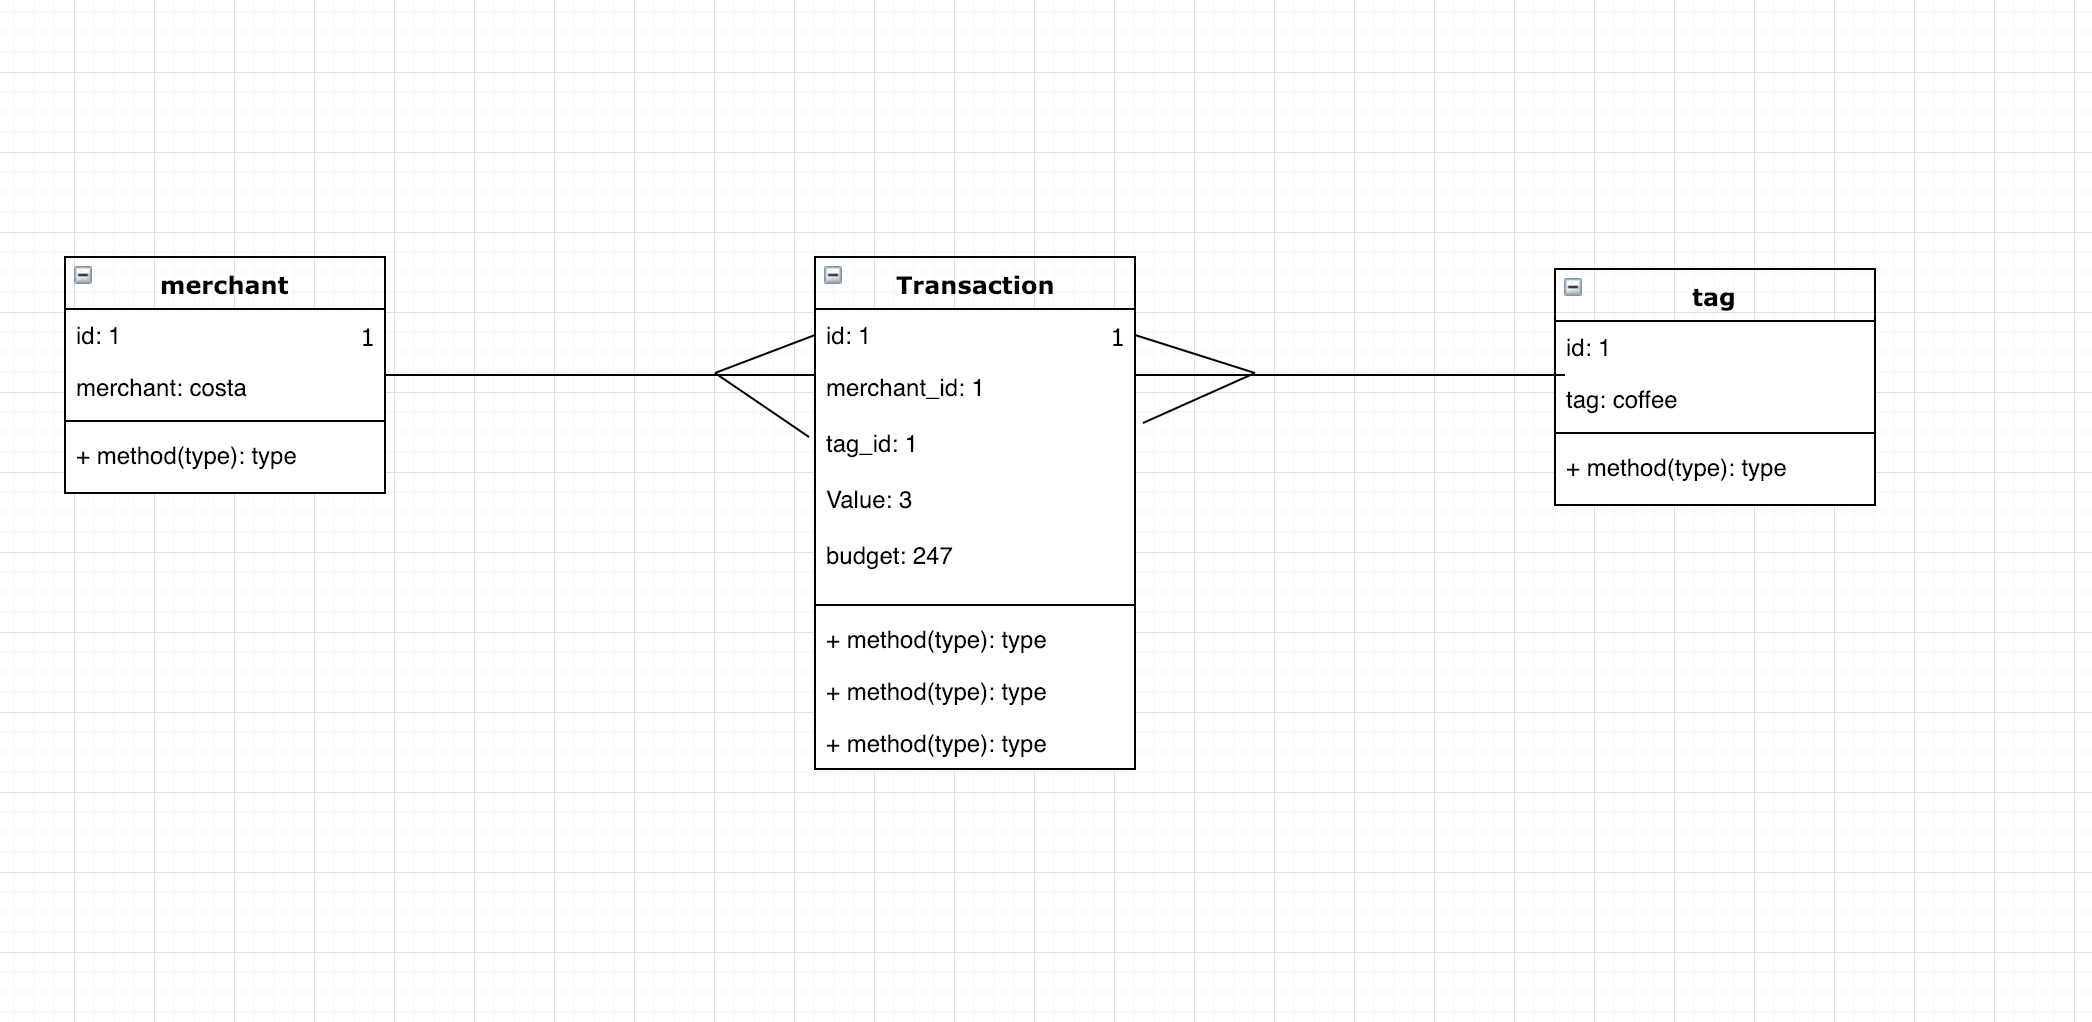 merchant
id: 1
1
merchant: costa
+ method(type): type
Transaction
id: 1
1
merchant_id: 1
tag_id: 1
Value: 3
budget: 247
+ method(type): type
+ method(type): type
+ method(type): type
tag
id: 1
tag: coffee
+ method(type): type